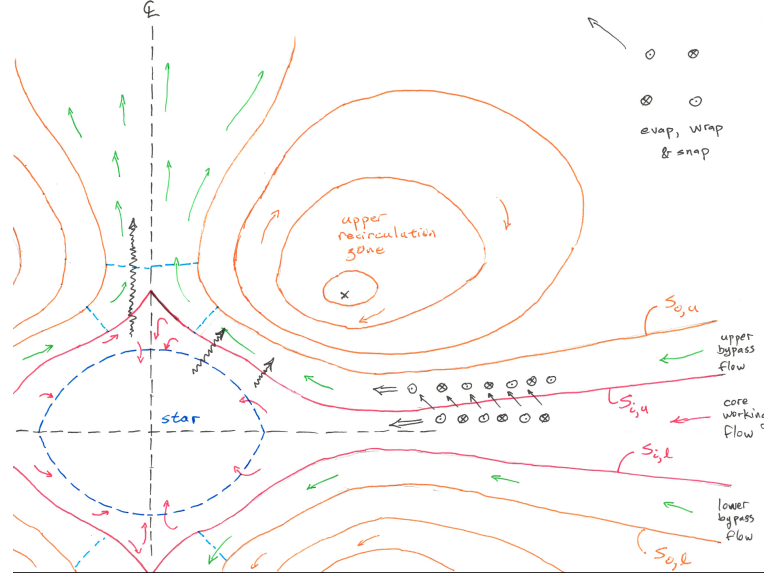 ℄
evap, wrap
& snap
upper
recirculation
zone
So,u
upper
bypass
flow
Si,u
core
working
flow
star
Si,l
lower
bypass
flow
So,l